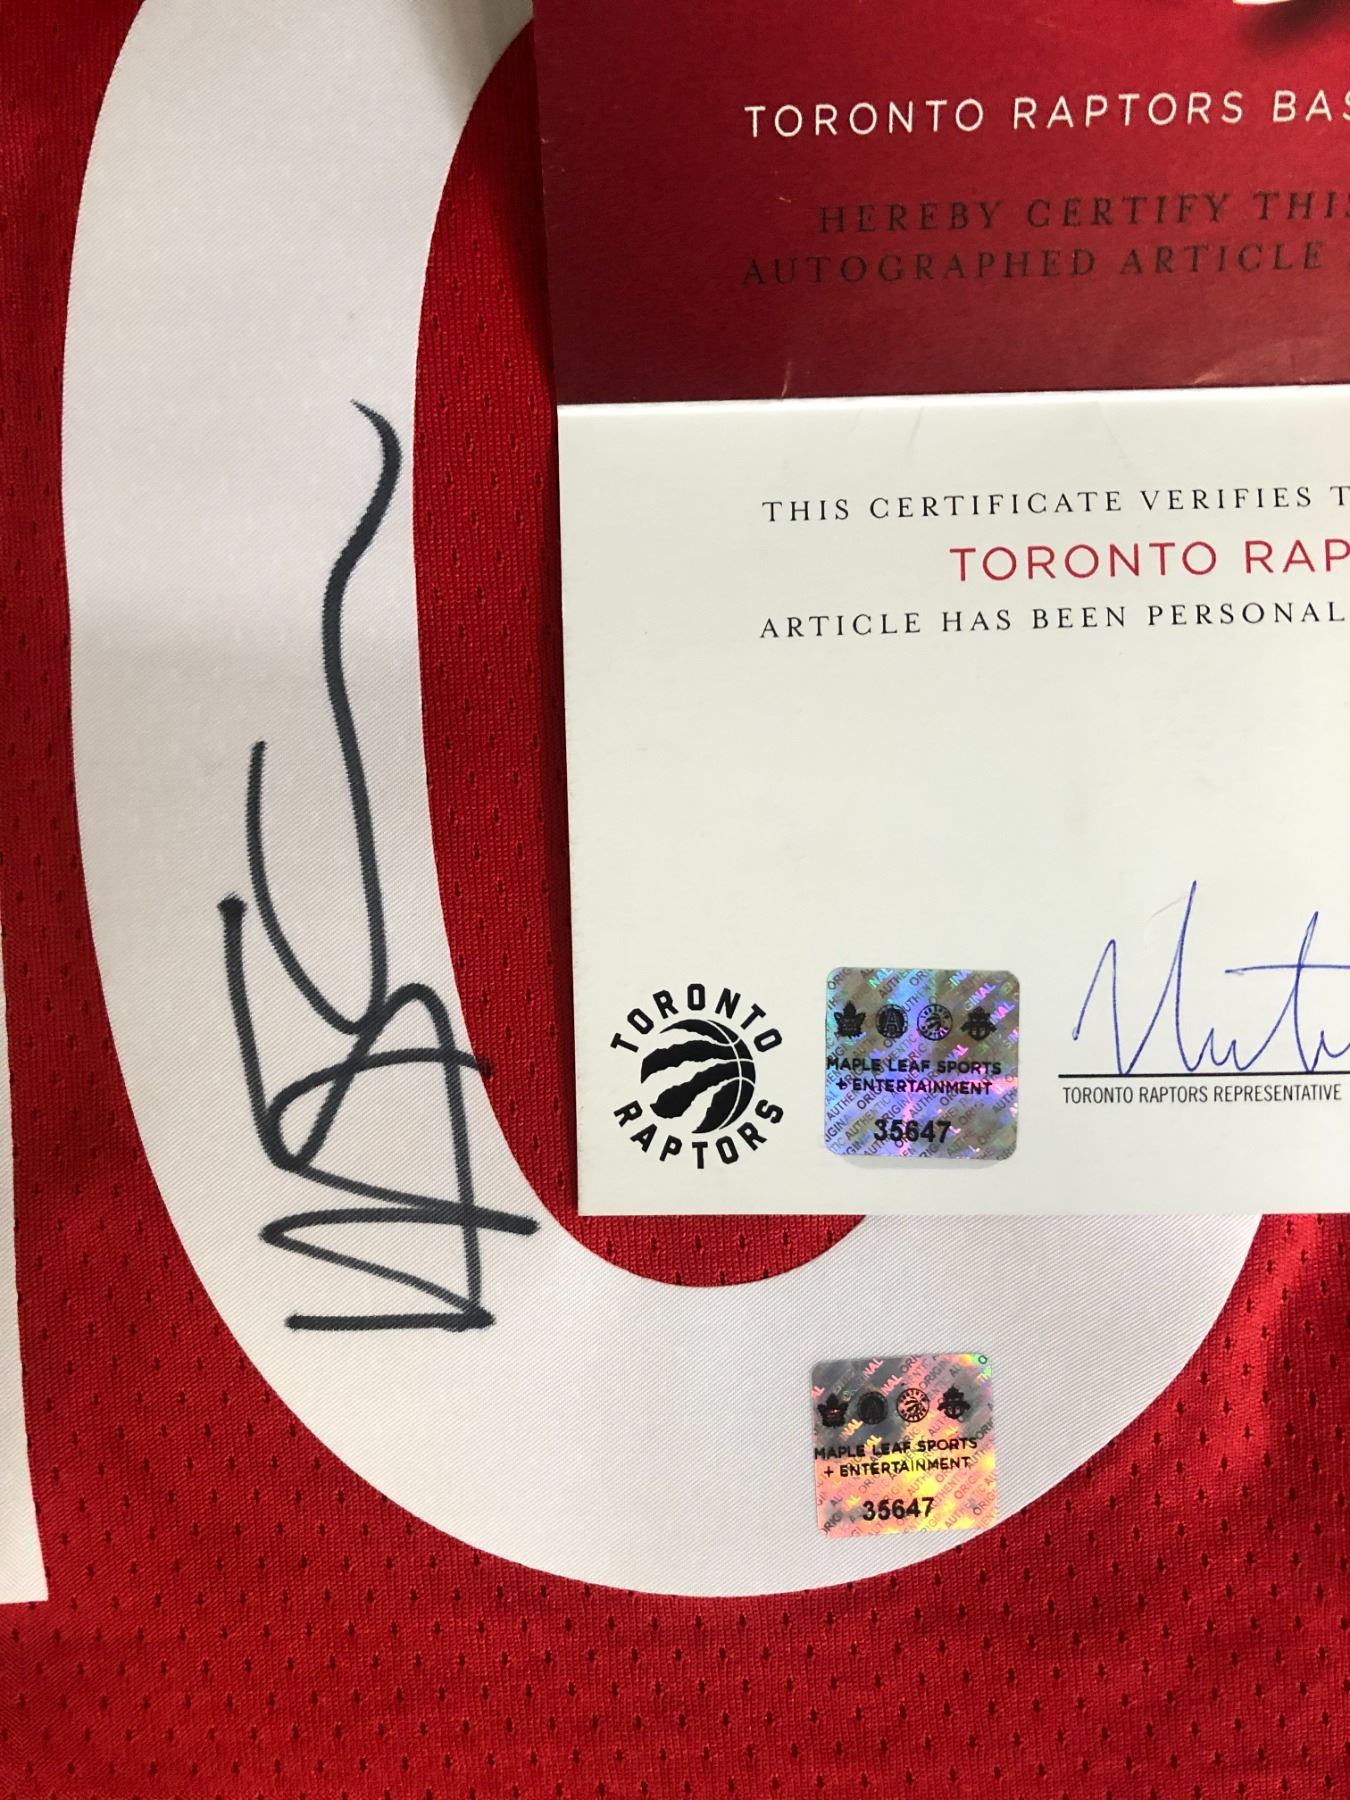 TORONTO RAPTORS BAS
HEREBY CERTIFY THIS
AUTOGRAPHED ARTICLE
THIS CERTIFICATE VERIFIES T
TORONTO RAP
ARTICLE HAS BEEN PERSONAL
TORONTO
RAPTORS
MAPLE LEAF SPORTS
+ ENTERTAINMENT
35647
TORONTO RAPTORS REPRESENTATIVE
MAPLE LEAF SPORTS
+ ENTERTAINMENT
35647